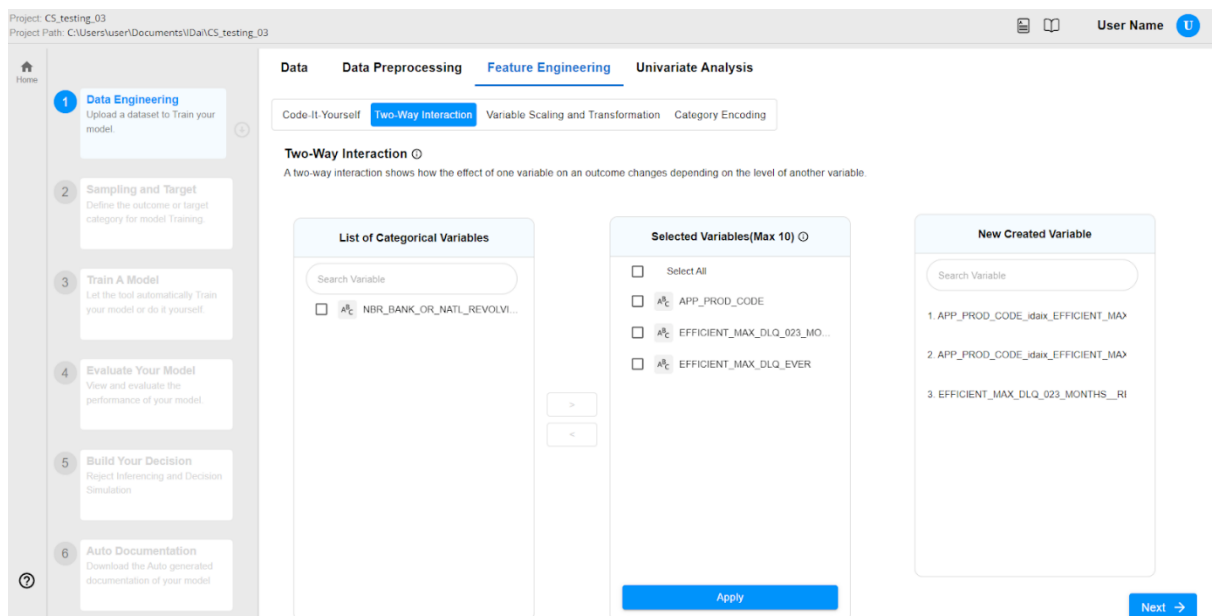 Project: CS_testing_03
Project Path: C:\Users\user\Documents\IDai\CS_testing_03
User Name
U
Home
Data
Data Preprocessing
Feature Engineering
Univariate Analysis
1
Data Engineering
Upload a dataset to Train your
model.
2
Sampling and Target
Define the outcome or target
category for model Training.
3
Train A Model
Let the tool automatically Train
your model or do it yourself.
4
Evaluate Your Model
View and evaluate the
performance of your model.
5
Build Your Decision
Reject Inferencing and Decision
Simulation
6
Auto Documentation
Download the Auto generated
documentation of your model
Code-It-Yourself
Two-Way Interaction
Variable Scaling and Transformation
Category Encoding
Two-Way Interaction
A two-way interaction shows how the effect of one variable on an outcome changes depending on the level of another variable.
List of Categorical Variables
Search Variable
ABC NBR_BANK_OR_NATL_REVOLVI...
>
<
Selected Variables(Max 10)
Select All
ABC APP_PROD_CODE
ABC EFFICIENT_MAX_DLQ_023_MO...
ABC EFFICIENT_MAX_DLQ_EVER
Apply
New Created Variable
Search Variable
1. APP_PROD_CODE_idaix_EFFICIENT_MAX
2. APP_PROD_CODE_idaix_EFFICIENT_MAX
3. EFFICIENT_MAX_DLQ_023_MONTHS__RI
Next →